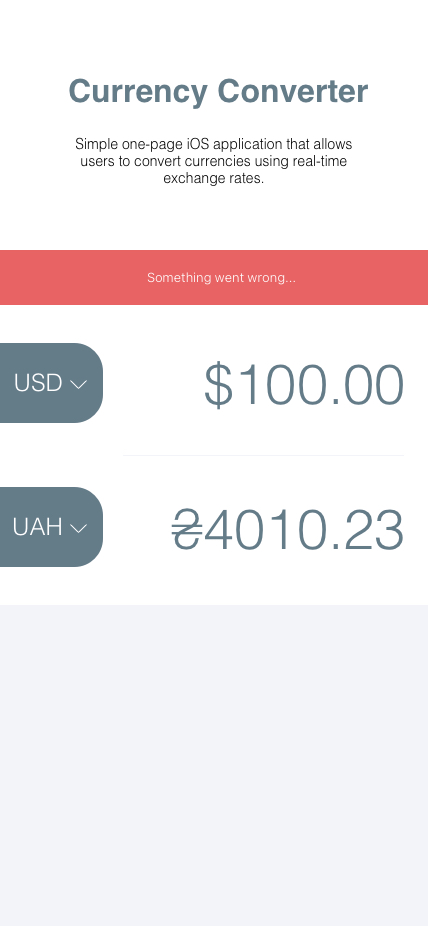 Currency Converter
Simple one-page iOS application that allows
users to convert currencies using real-time
exchange rates.
Something went wrong...
USD
$100.00
UAH
₴4010.23